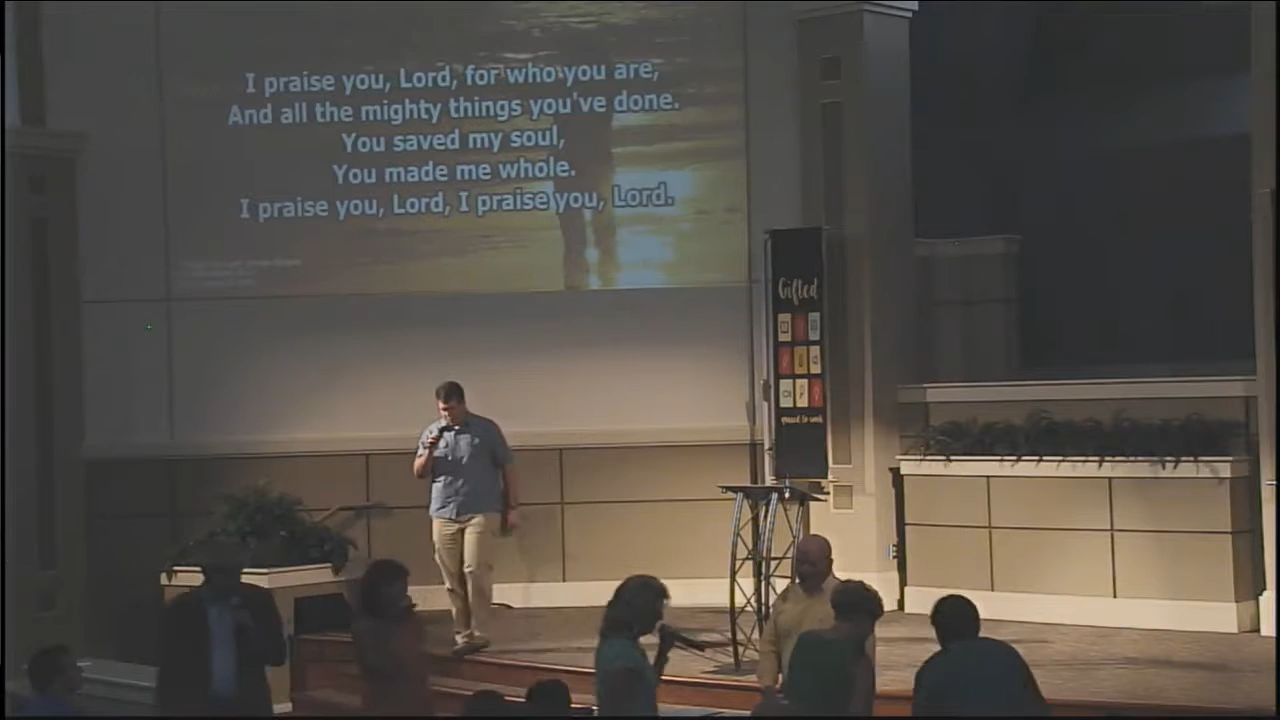 I praise you, Lord, for who you are,
And all the mighty things you've done.
You saved my soul,
You made me whole.
I praise you, Lord, I praise you, Lord.
Gifted